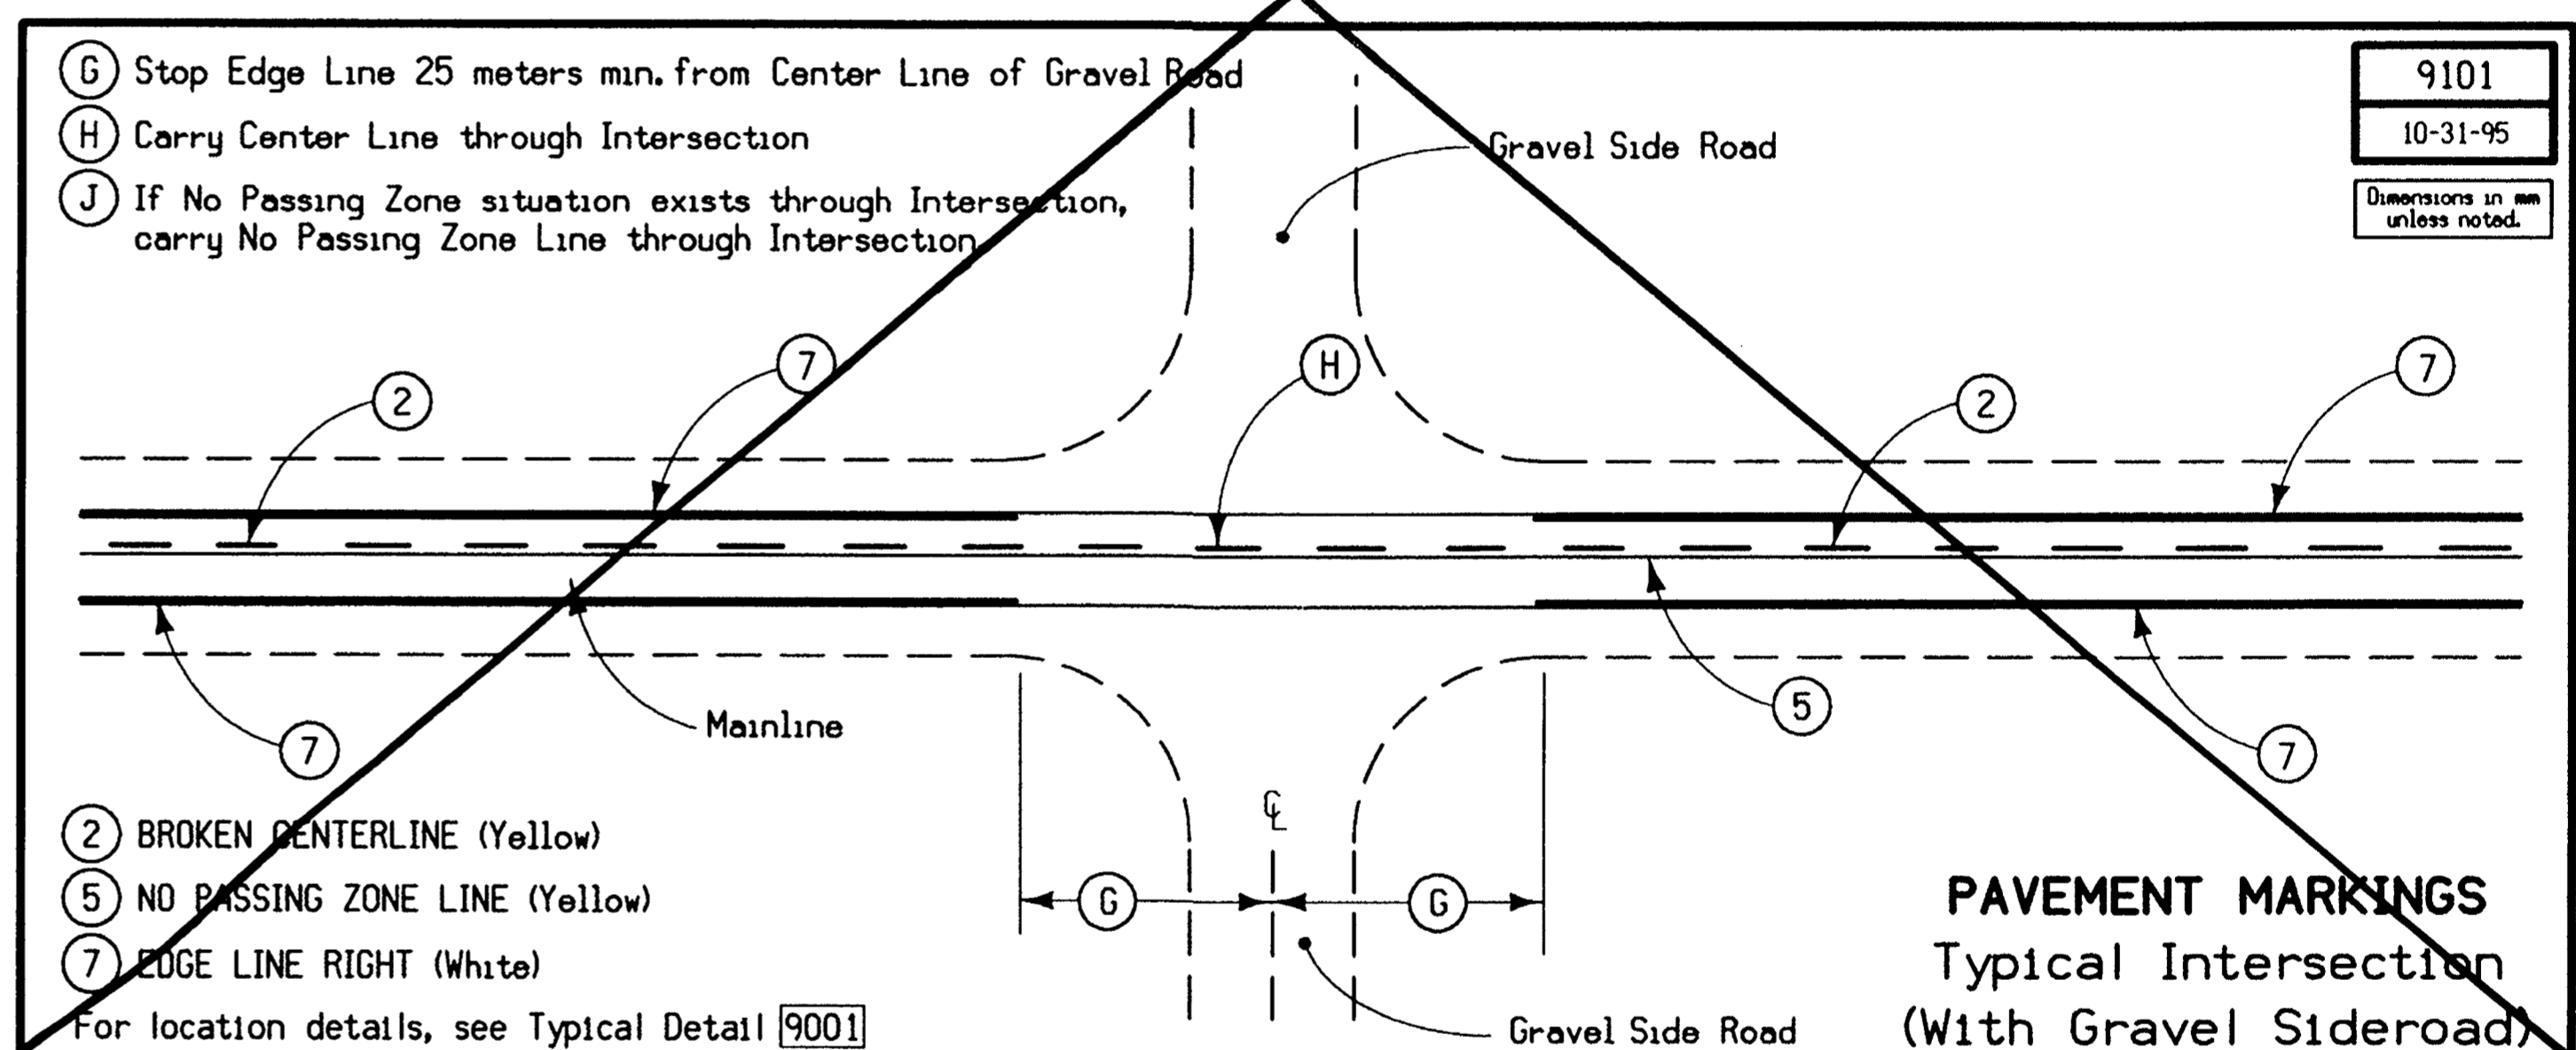 G Stop Edge Line 25 meters min. from Center Line of Gravel Road
H Carry Center Line through Intersection
J If No Passing Zone situation exists through Intersection,
carry No Passing Zone Line through Intersection
9101
10-31-95
Dimensions in mm
unless noted.
Gravel Side Road
7
H
7
2
2
5
Mainline
7
7
℄
G
G
2 BROKEN CENTERLINE (Yellow)
5 NO PASSING ZONE LINE (Yellow)
7 EDGE LINE RIGHT (White)
For location details, see Typical Detail 9001
Gravel Side Road
PAVEMENT MARKINGS
Typical Intersection
(With Gravel Sideroad)